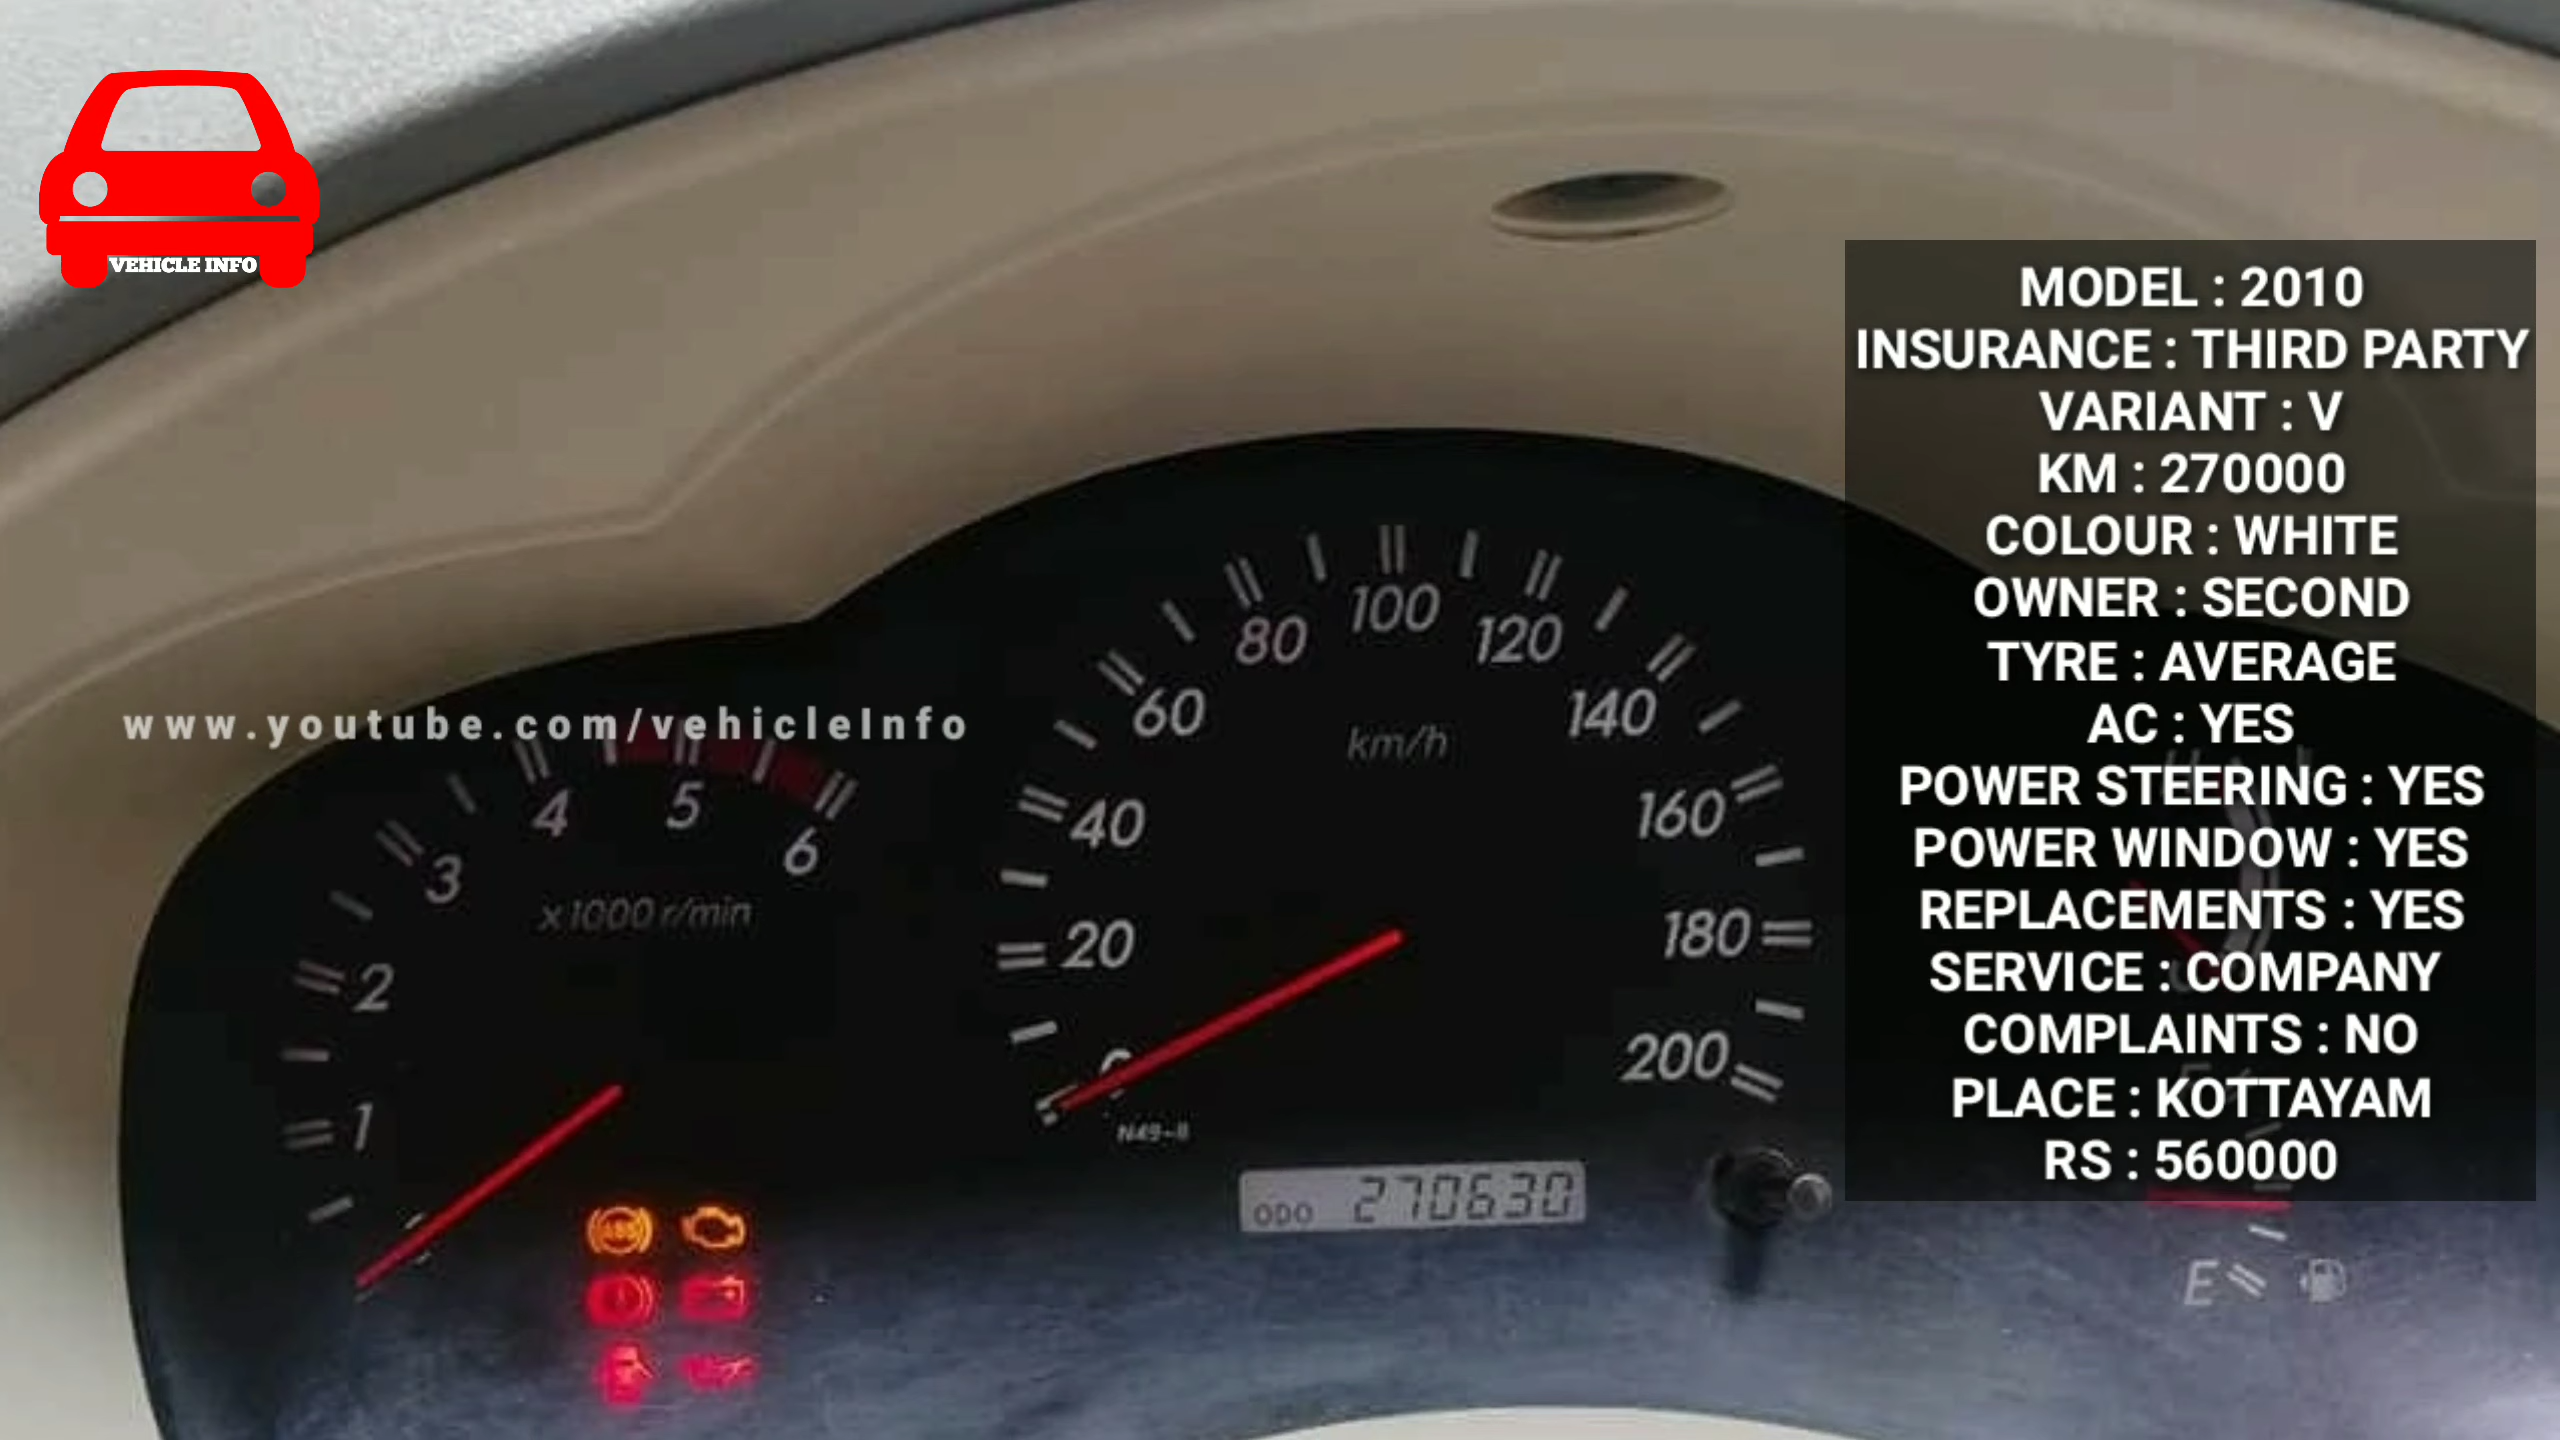 VEHICLE INFO
MODEL : 2010
INSURANCE : THIRD PARTY
VARIANT : V
KM : 270000
COLOUR : WHITE
OWNER : SECOND
TYRE : AVERAGE
AC : YES
POWER STEERING : YES
POWER WINDOW : YES
REPLACEMENTS : YES
SERVICE : COMPANY
COMPLAINTS : NO
PLACE : KOTTAYAM
RS : 560000
www.youtube.com/vehicleInfo
1
2
3
4
5
6
x1000 r/min
20
40
60
80
100
120
140
160
180
200
km/h
N49-II
ODO 270630
ABS
E